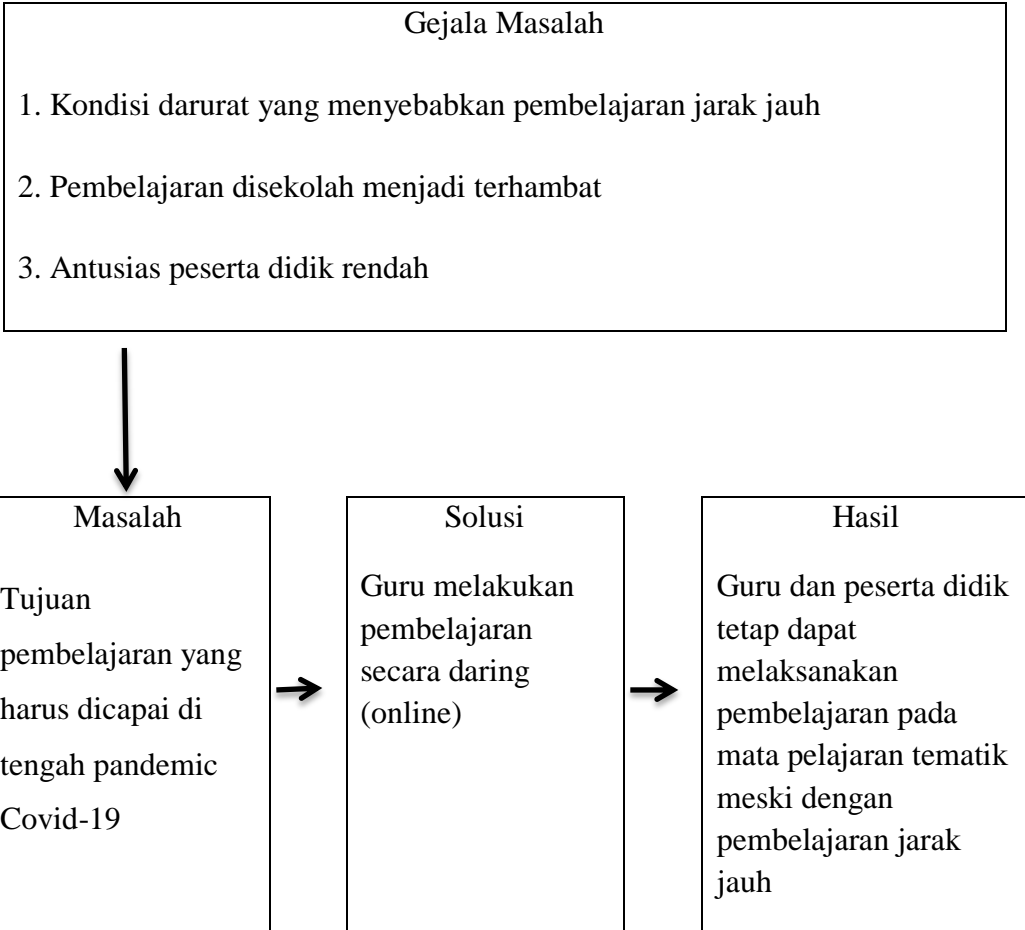 Gejala Masalah
1. Kondisi darurat yang menyebabkan pembelajaran jarak jauh
2. Pembelajaran disekolah menjadi terhambat
3. Antusias peserta didik rendah
Masalah
Tujuan
pembelajaran yang
harus dicapai di
tengah pandemic
Covid-19
Solusi
Guru melakukan
pembelajaran
secara daring
(online)
Hasil
Guru dan peserta didik
tetap dapat
melaksanakan
pembelajaran pada
mata pelajaran tematik
meski dengan
pembelajaran jarak
jauh